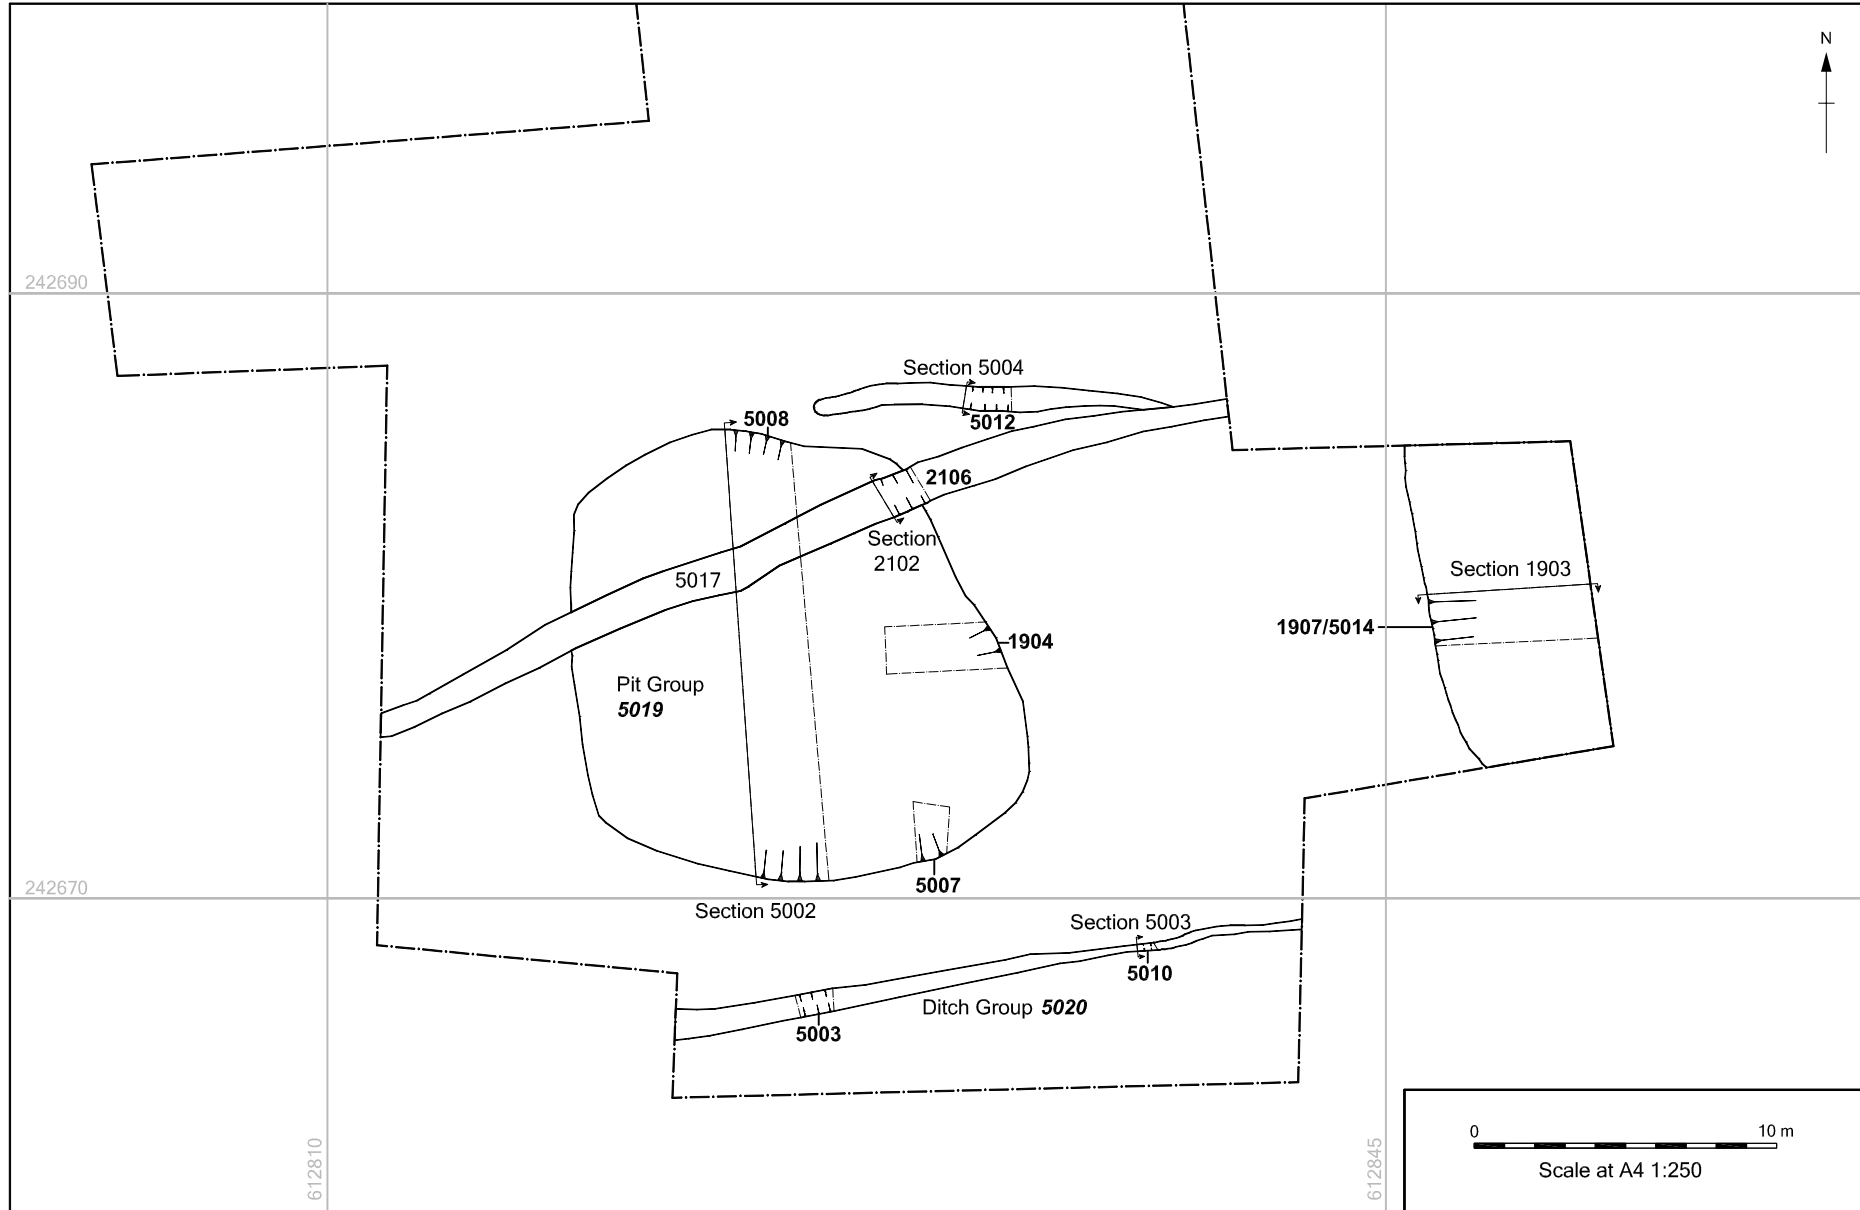 N
242690
Section 5004
5008
5012
2106
Section
2102
Section 1903
5017
1907/5014
1904
Pit Group
5019
5007
242670
Section 5002
Section 5003
5010
Ditch Group 5020
5003
0 10 m
Scale at A4 1:250
612810
612845